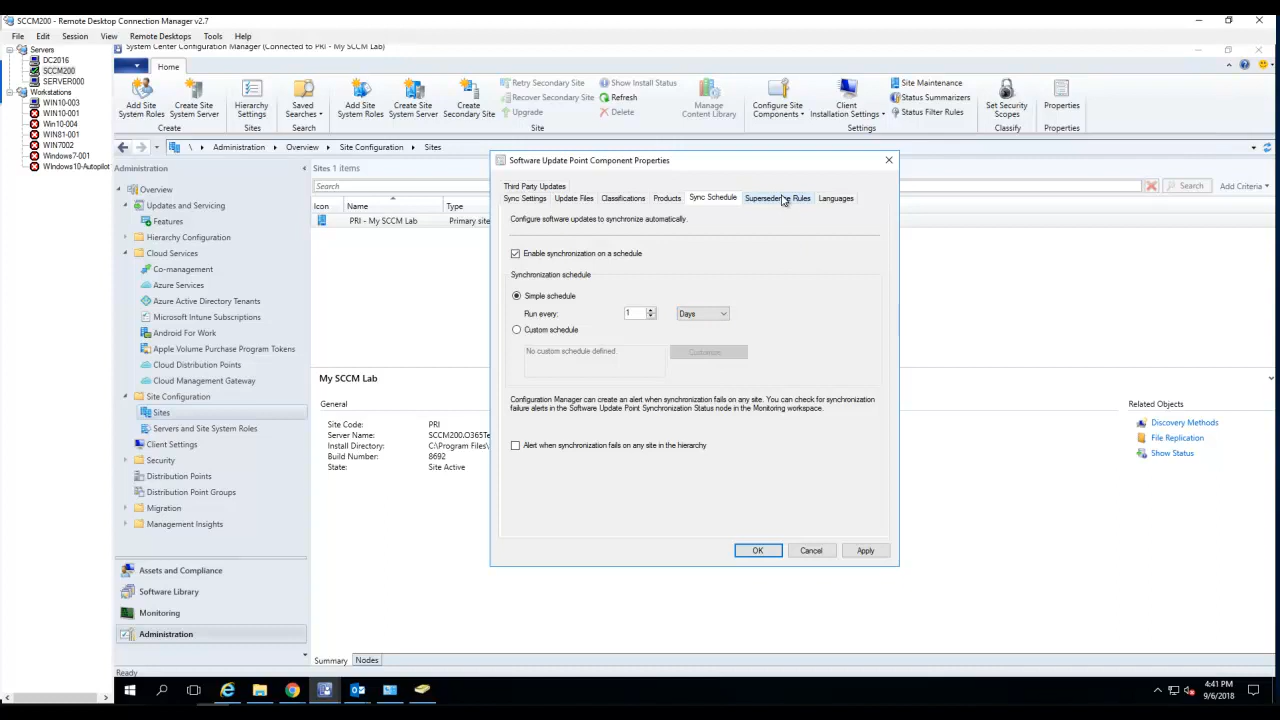 SCCM200 - Remote Desktop Connection Manager v2.7
File Edit Session View Remote Desktops Tools Help
Servers
DC2016
SCCM200
SERVER000
Workstations
WIN10-003
WIN10-001
Win10-004
WIN81-001
WIN7002
Windows7-001
Windows10-Autopilot
System Center Configuration Manager (Connected to PRI - My SCCM Lab)
Home
Add Site System Roles
Create Site System Server
Create
Hierarchy Settings
Sites
Saved Searches
Search
Add Site System Roles
Create Site System Server
Create Secondary Site
Retry Secondary Site
Recover Secondary Site
Upgrade
Show Install Status
Refresh
Delete
Site
Manage Content Library
Configure Site Components
Client Installation Settings
Site Maintenance
Status Summarizers
Status Filter Rules
Settings
Set Security Scopes
Classify
Properties
Properties
\ Administration Overview Site Configuration Sites
Administration
Overview
Updates and Servicing
Features
Hierarchy Configuration
Cloud Services
Co-management
Azure Services
Azure Active Directory Tenants
Microsoft Intune Subscriptions
Android For Work
Apple Volume Purchase Program Tokens
Cloud Distribution Points
Cloud Management Gateway
Site Configuration
Sites
Servers and Site System Roles
Client Settings
Security
Distribution Points
Distribution Point Groups
Migration
Management Insights
Assets and Compliance
Software Library
Monitoring
Administration
Ready
Sites 1 items
Search
Search
Add Criteria
Icon Name Type
PRI - My SCCM Lab Primary site
My SCCM Lab
General
Site Code: PRI
Server Name: SCCM200.O365Te
Install Directory: C:\Program Files\
Build Number: 8692
State: Site Active
Related Objects
Discovery Methods
File Replication
Show Status
Summary Nodes
Software Update Point Component Properties
Third Party Updates
Sync Settings Update Files Classifications Products Sync Schedule Supersedence Rules Languages
Configure software updates to synchronize automatically.
Enable synchronization on a schedule
Synchronization schedule
Simple schedule
Run every: 1 Days
Custom schedule
No custom schedule defined.
Customize...
Configuration Manager can create an alert when synchronization fails on any site. You can check for synchronization
failure alerts in the Software Update Point Synchronization Status node in the Monitoring workspace.
Alert when synchronization fails on any site in the hierarchy
OK Cancel Apply
4:41 PM
9/6/2018